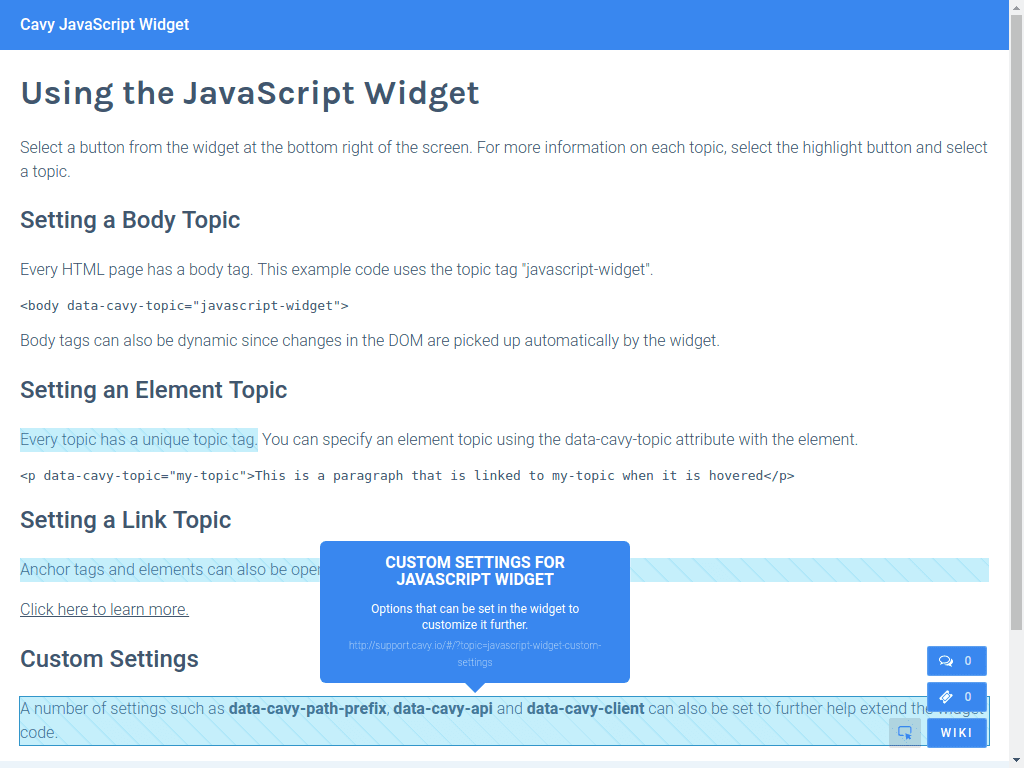 Cavy JavaScript Widget
Using the JavaScript Widget
Select a button from the widget at the bottom right of the screen. For more information on each topic, select the highlight button and select
a topic.
Setting a Body Topic
Every HTML page has a body tag. This example code uses the topic tag "javascript-widget".
<body data-cavy-topic="javascript-widget">
Body tags can also be dynamic since changes in the DOM are picked up automatically by the widget.
Setting an Element Topic
Every topic has a unique topic tag. You can specify an element topic using the data-cavy-topic attribute with the element.
<p data-cavy-topic="my-topic">This is a paragraph that is linked to my-topic when it is hovered</p>
Setting a Link Topic
Anchor tags and elements can also be
CUSTOM SETTINGS FOR
JAVASCRIPT WIDGET
Options that can be set in the widget to
customize it further.
http://support.cavy.io/#/?topic=javascript-widget-custom-
settings
Click here to learn more.
Custom Settings
0
A number of settings such as data-cavy-path-prefix, data-cavy-api and data-cavy-client can also be set to further help extend the widget
code.
0
WIKI